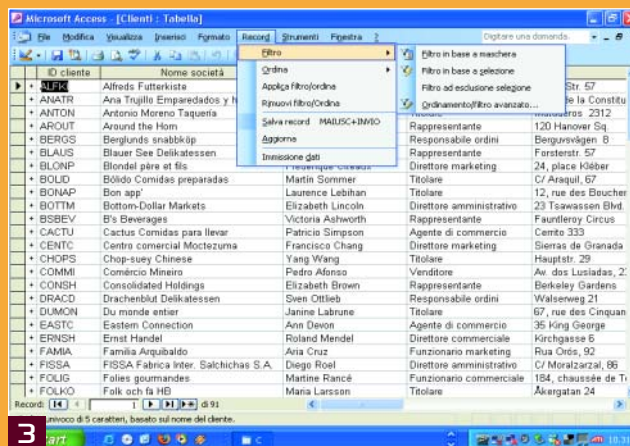 Microsoft Access - [Clienti : Tabella]
File Modifica Visualizza Inserisci Formato Record Strumenti Finestra ? Digitare una domanda.
Filtro
Ordina
Applica filtro/ordina
Rimuovi filtro/Ordina
Salva record MAIUSC+INVIO
Aggiorna
Immissione dati
Filtro in base a maschera
Filtro in base a selezione
Filtro ad esclusione selezione
Ordinamento/filtro avanzato...
ID cliente Nome società
ALFKI Alfreds Futterkiste Str. 57
ANATR Ana Trujillo Emparedados y h de la Constitu
ANTON Antonio Moreno Taquería Titolare Mataderos 2312
AROUT Around the Horn Rappresentante 120 Hanover Sq.
BERGS Berglunds snabbköp Responsabile ordini Berguvsvägen 8
BLAUS Blauer See Delikatessen Rappresentante Forsterstr. 57
BLONP Blondel père et fils Frédérique Citeaux Direttore marketing 24, place Kléber
BOLID Bólido Comidas preparadas Martín Sommer Titolare C/ Araquil, 67
BONAP Bon app' Laurence Lebihan Titolare 12, rue des Boucher
BOTTM Bottom-Dollar Markets Elizabeth Lincoln Direttore amministrativo 23 Tsawassen Blvd.
BSBEV B's Beverages Victoria Ashworth Rappresentante Fauntleroy Circus
CACTU Cactus Comidas para llevar Patricio Simpson Agente di commercio Cerrito 333
CENTC Centro comercial Moctezuma Francisco Chang Direttore marketing Sierras de Granada
CHOPS Chop-suey Chinese Yang Wang Titolare Hauptstr. 29
COMMI Comércio Mineiro Pedro Afonso Venditore Av. dos Lusíadas, 2
CONSH Consolidated Holdings Elizabeth Brown Rappresentante Berkeley Gardens
DRACD Drachenblut Delikatessen Sven Ottlieb Responsabile ordini Walserweg 21
DUMON Du monde entier Janine Labrune Titolare 67, rue des Cinquan
EASTC Eastern Connection Ann Devon Agente di commercio 35 King George
ERNSH Ernst Handel Roland Mendel Direttore commerciale Kirchgasse 6
FAMIA Familia Arquibaldo Aria Cruz Funzionario marketing Rua Orós, 92
FISSA FISSA Fabrica Inter. Salchichas S.A. Diego Roel Direttore amministrativo C/ Moralzarzal, 86
FOLIG Folies gourmandes Martine Rancé Funzionario commerciale 184, chaussée de T
FOLKO Folk och fä HB Maria Larsson Titolare Åkergatan 24
Record: 1 di 91
univoco di 5 caratteri, basato sul nome del cliente.
3
start